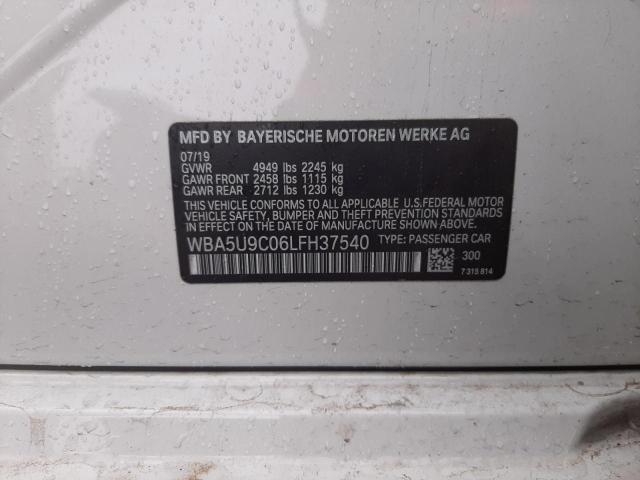 MFD BY BAYERISCHE MOTOREN WERKE AG
07/19
GVWR 4949 lbs 2245 kg
GAWR FRONT 2458 lbs 1115 kg
GAWR REAR 2712 lbs 1230 kg
THIS VEHICLE CONFORMS TO ALL APPLICABLE U.S.FEDERAL MOTOR
VEHICLE SAFETY, BUMPER AND THEFT PREVENTION STANDARDS
IN EFFECT ON THE DATE OF MANUFACTURE SHOWN ABOVE.
WBA5U9C06LFH37540 TYPE: PASSENGER CAR
300
7 315 814